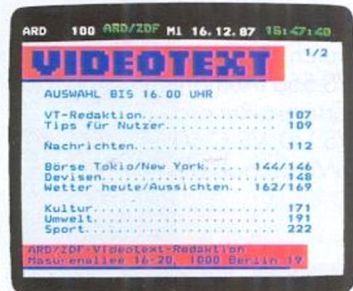 ARD 100 ARD/ZDF MI 16.12.87 15:47:40
1/2
VIDEOTEXT
AUSWAHL BIS 16.00 UHR
VT-Redaktion................ 107
Tips für Nutzer............. 109
Nachrichten................. 112
Börse Tokio/New York..... 144/146
Devisen..................... 148
Wetter heute/Aussichten.. 162/169
Kultur...................... 171
Umwelt...................... 191
Sport....................... 222
ARD/ZDF-Videotext-Redaktion
Masurenallee 16-20, 1000 Berlin 19